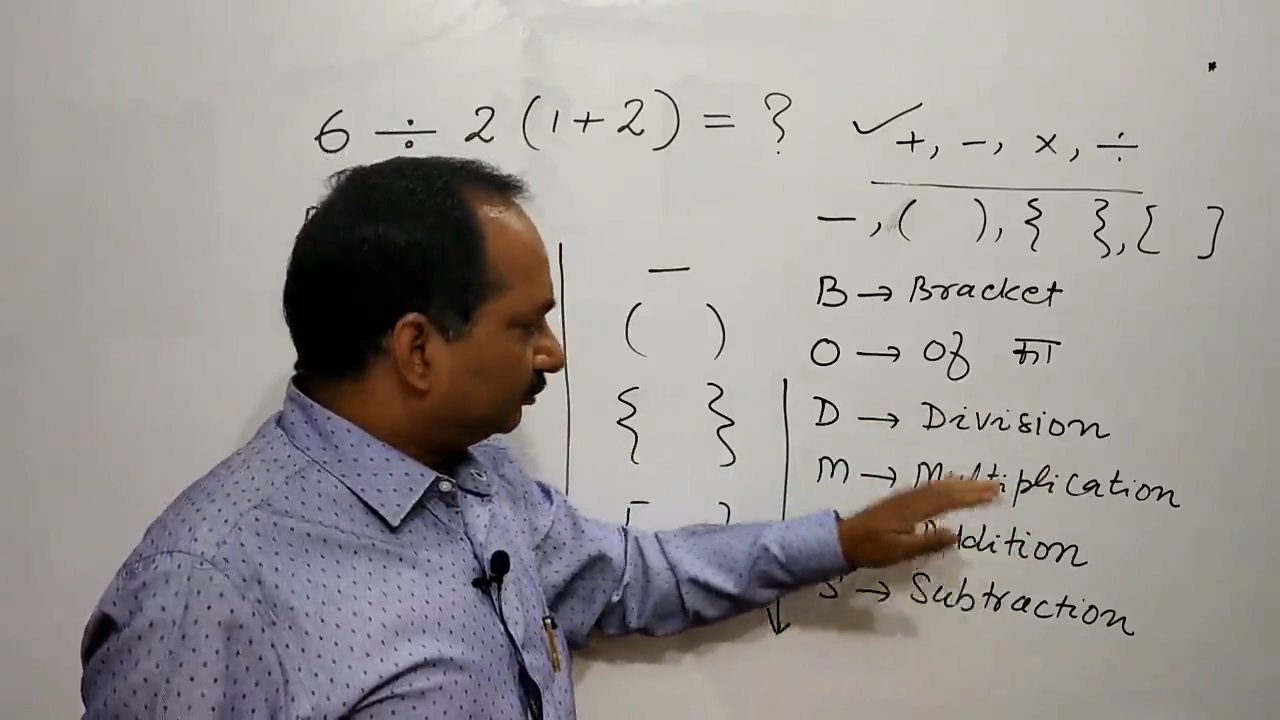 6 ÷ 2 (1+2) = ?
✓ +, −, ×, ÷
—, ( ), { }, [ ]
—
( )
{ }
[ ]
B → Bracket
O → Of का
D → Division
M → Multiplication
Addition
S → Subtraction